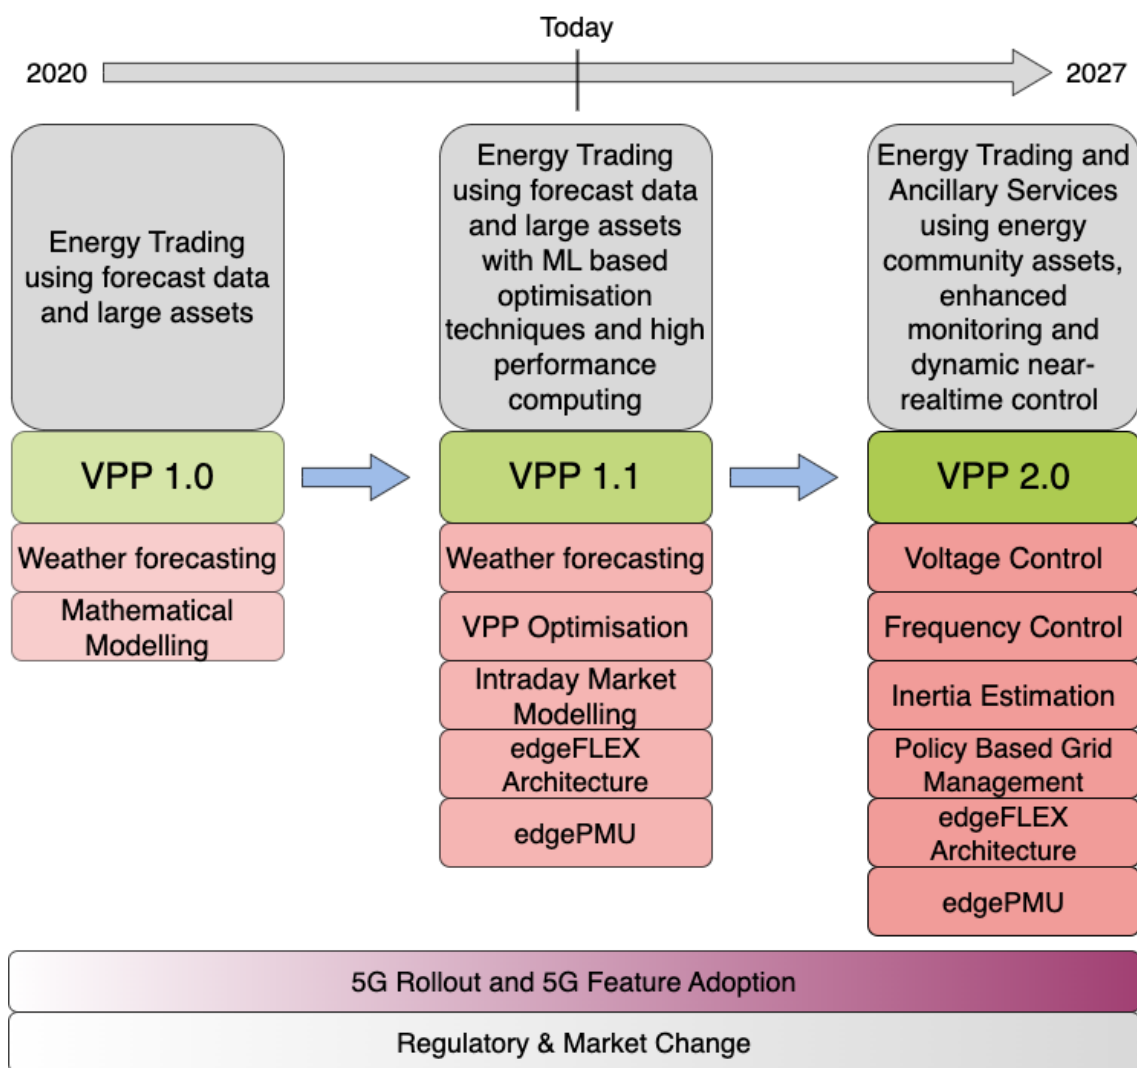 Today
2020
2027
Energy Trading
using forecast data
and large assets
Energy Trading
using forecast data
and large assets
with ML based
optimisation
techniques and high
performance
computing
Energy Trading and
Ancillary Services
using energy
community assets,
enhanced
monitoring and
dynamic near-
realtime control
VPP 1.0
VPP 1.1
VPP 2.0
Weather forecasting
Mathematical
Modelling
Weather forecasting
VPP Optimisation
Intraday Market
Modelling
edgeFLEX
Architecture
edgePMU
Voltage Control
Frequency Control
Inertia Estimation
Policy Based Grid
Management
edgeFLEX
Architecture
edgePMU
5G Rollout and 5G Feature Adoption
Regulatory & Market Change